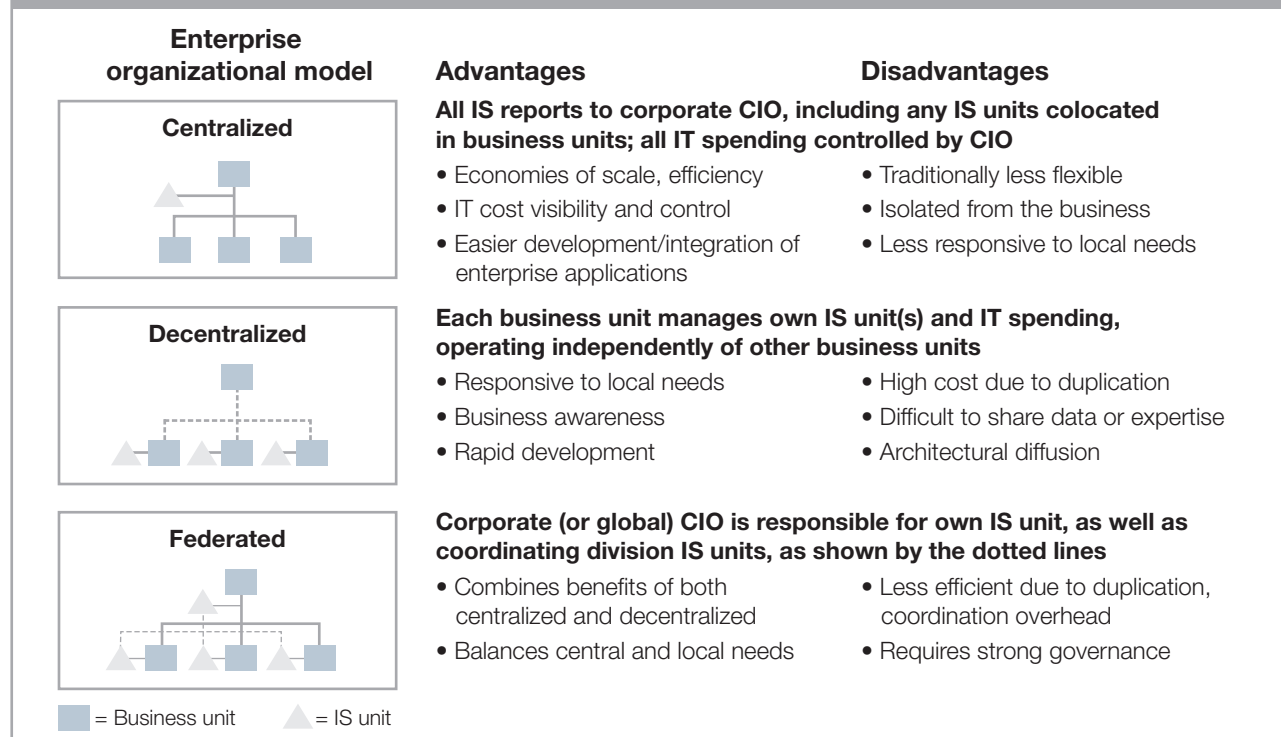 Enterprise
organizational model
Advantages
Disadvantages
Centralized
All IS reports to corporate CIO, including any IS units colocated
in business units; all IT spending controlled by CIO
• Economies of scale, efficiency
• IT cost visibility and control
• Easier development/integration of
enterprise applications
• Traditionally less flexible
• Isolated from the business
• Less responsive to local needs
Decentralized
Each business unit manages own IS unit(s) and IT spending,
operating independently of other business units
• Responsive to local needs
• Business awareness
• Rapid development
• High cost due to duplication
• Difficult to share data or expertise
• Architectural diffusion
Federated
Corporate (or global) CIO is responsible for own IS unit, as well as
coordinating division IS units, as shown by the dotted lines
• Combines benefits of both
centralized and decentralized
• Balances central and local needs
• Less efficient due to duplication,
coordination overhead
• Requires strong governance
= Business unit
= IS unit